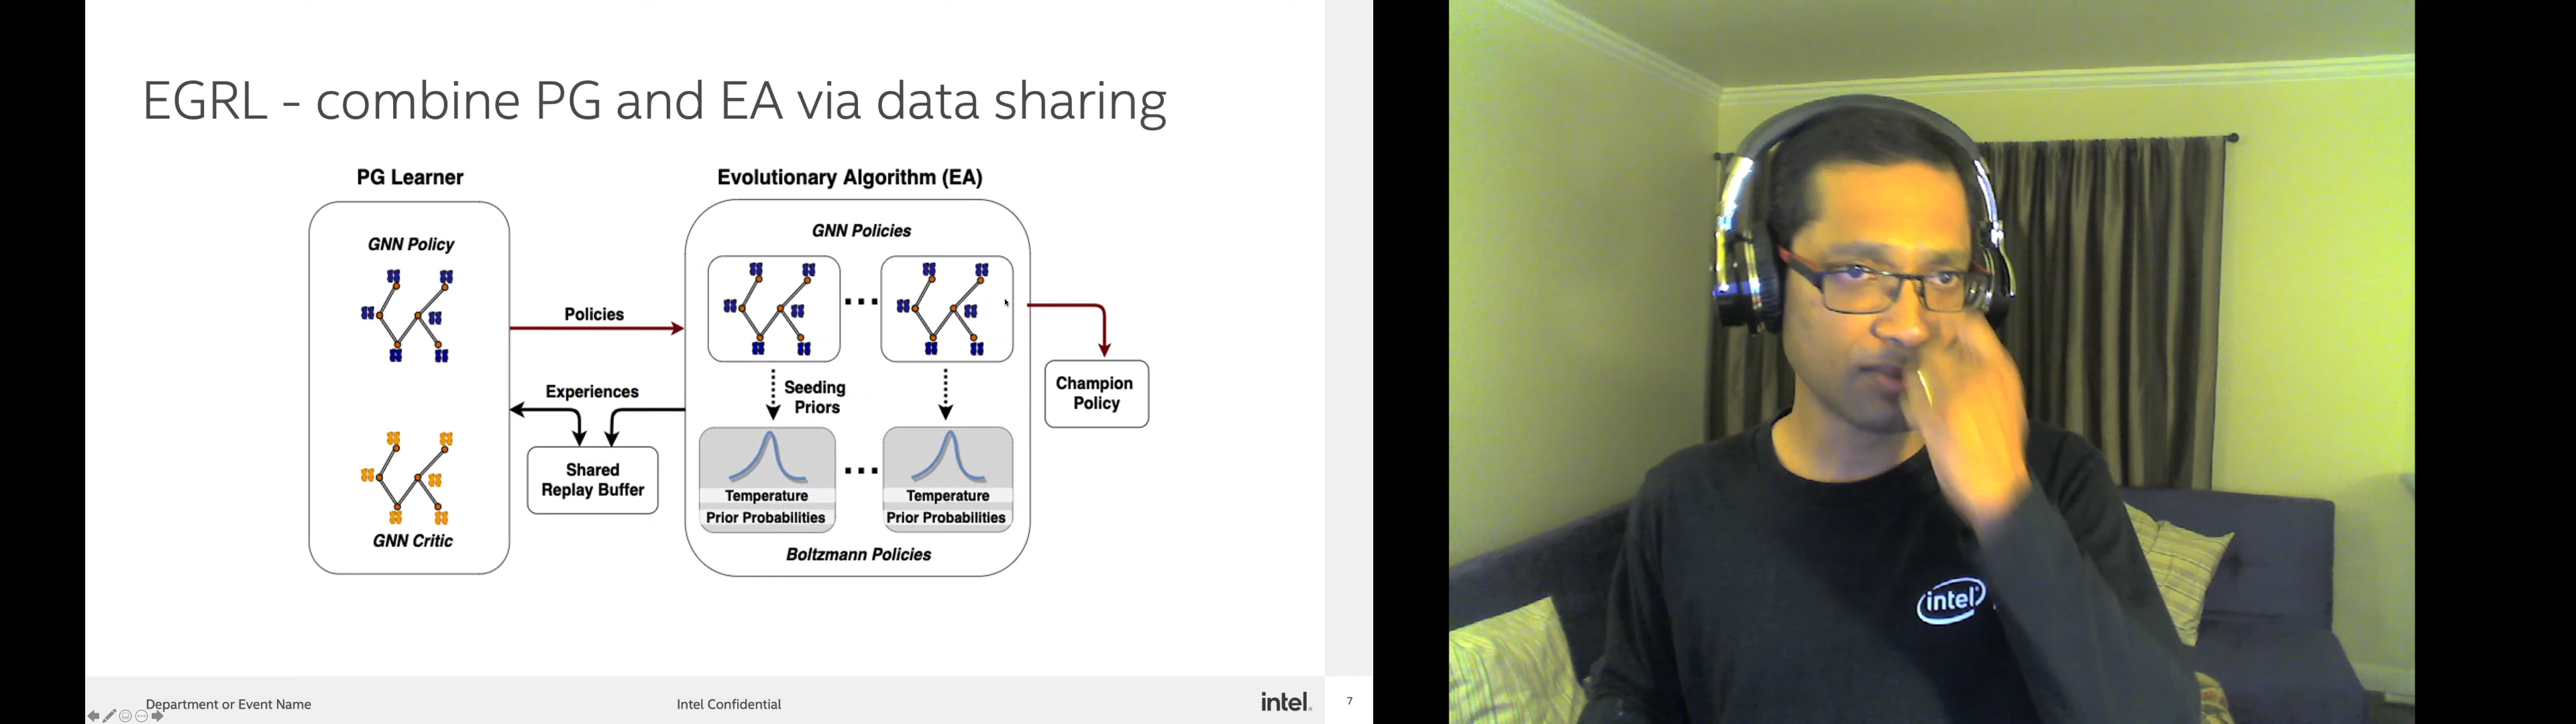 EGRL - combine PG and EA via data sharing
PG Learner
Evolutionary Algorithm (EA)
GNN Policy
GNN Policies
Policies
Experiences
Seeding
Priors
Champion
Policy
Shared
Replay Buffer
Temperature
Prior Probabilities
Temperature
Prior Probabilities
GNN Critic
Boltzmann Policies
Department or Event Name
Intel Confidential
intel.
7
intel